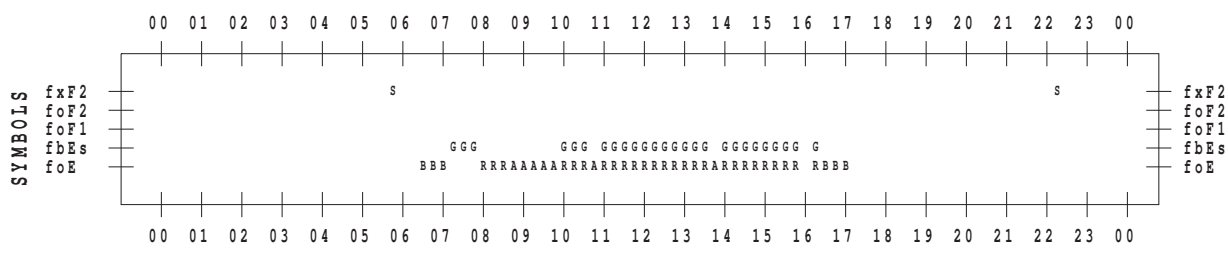 00 01 02 03 04 05 06 07 08 09 10 11 12 13 14 15 16 17 18 19 20 21 22 23 00
SYMBOLS
fxF2 S S fxF2
foF2 foF2
foF1 foF1
fbEs GGG GGG GGGGGGGGGGG GGGGGGGG G fbEs
foE BBB RRRAAAAARRRARRRRRRRRRRRARRRRRRRR RBBB foE
00 01 02 03 04 05 06 07 08 09 10 11 12 13 14 15 16 17 18 19 20 21 22 23 00